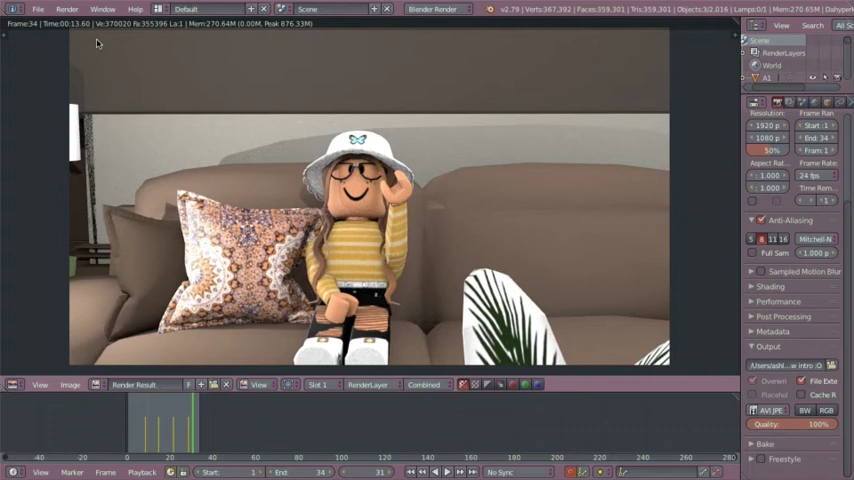 File Render Window Help Default Scene Blender Render v2.79 | Verts:367,392 | Faces:359,301 | Tris:359,301 | Objects:3/2,016 | Lamps:0/1 | Mem:270.65M |
Frame:34 | Time:00:13.60 | Ve:370020 Fa:355396 La:1 | Mem:270.64M (0.00M, Peak 876.33M)
View Search All Sc
Scene
RenderLayers
World
A1
Resolution: Frame Ran
1920 p Start :1
1080 p End: 34
50% Fram:1
Aspect Rat Frame Rate:
: 1.000 24 fps
: 1.000 Time Rem
:1
Anti-Aliasing
5 8 11 16 Mitchell-N
Full Sam : 1.000 p
Sampled Motion Blur
Shading
Performance
Post Processing
Metadata
Output
Overwri File Exte
Placehol Cache R
AVI JPE BW RGB
Quality: 100%
Bake
Freestyle
View Image Render Result F View Slot 1 RenderLayer Combined
-40 -20 0 20 40 60 80 100 120 140 160 180 200 220 240 260 280
View Marker Frame Playback Start: 1 End: 34 31 No Sync